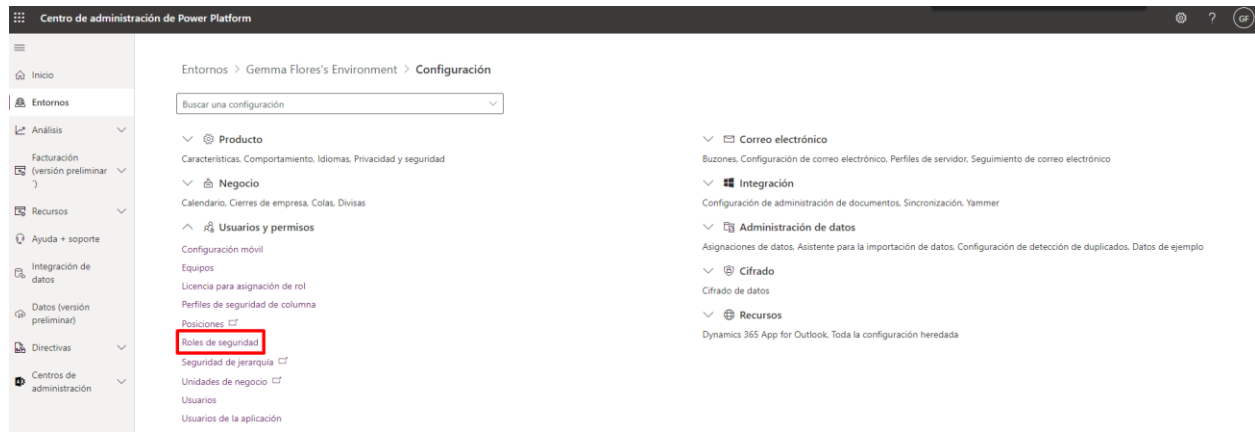 Centro de administración de Power Platform
?
GF
Inicio
Entornos
Análisis
Facturación
(versión preliminar
')
Recursos
Ayuda + soporte
Integración de
datos
Datos (versión
preliminar)
Directivas
Centros de
administración
Entornos > Gemma Flores's Environment > Configuración
Buscar una configuración
Producto
Características, Comportamiento, Idiomas, Privacidad y seguridad
Negocio
Calendario, Cierres de empresa, Colas, Divisas
Usuarios y permisos
Configuración móvil
Equipos
Licencia para asignación de rol
Perfiles de seguridad de columna
Posiciones
Roles de seguridad
Seguridad de jerarquía
Unidades de negocio
Usuarios
Usuarios de la aplicación
Correo electrónico
Buzones, Configuración de correo electrónico, Perfiles de servidor, Seguimiento de correo electrónico
Integración
Configuración de administración de documentos, Sincronización, Yammer
Administración de datos
Asignaciones de datos, Asistente para la importación de datos, Configuración de detección de duplicados, Datos de ejemplo
Cifrado
Cifrado de datos
Recursos
Dynamics 365 App for Outlook, Toda la configuración heredada